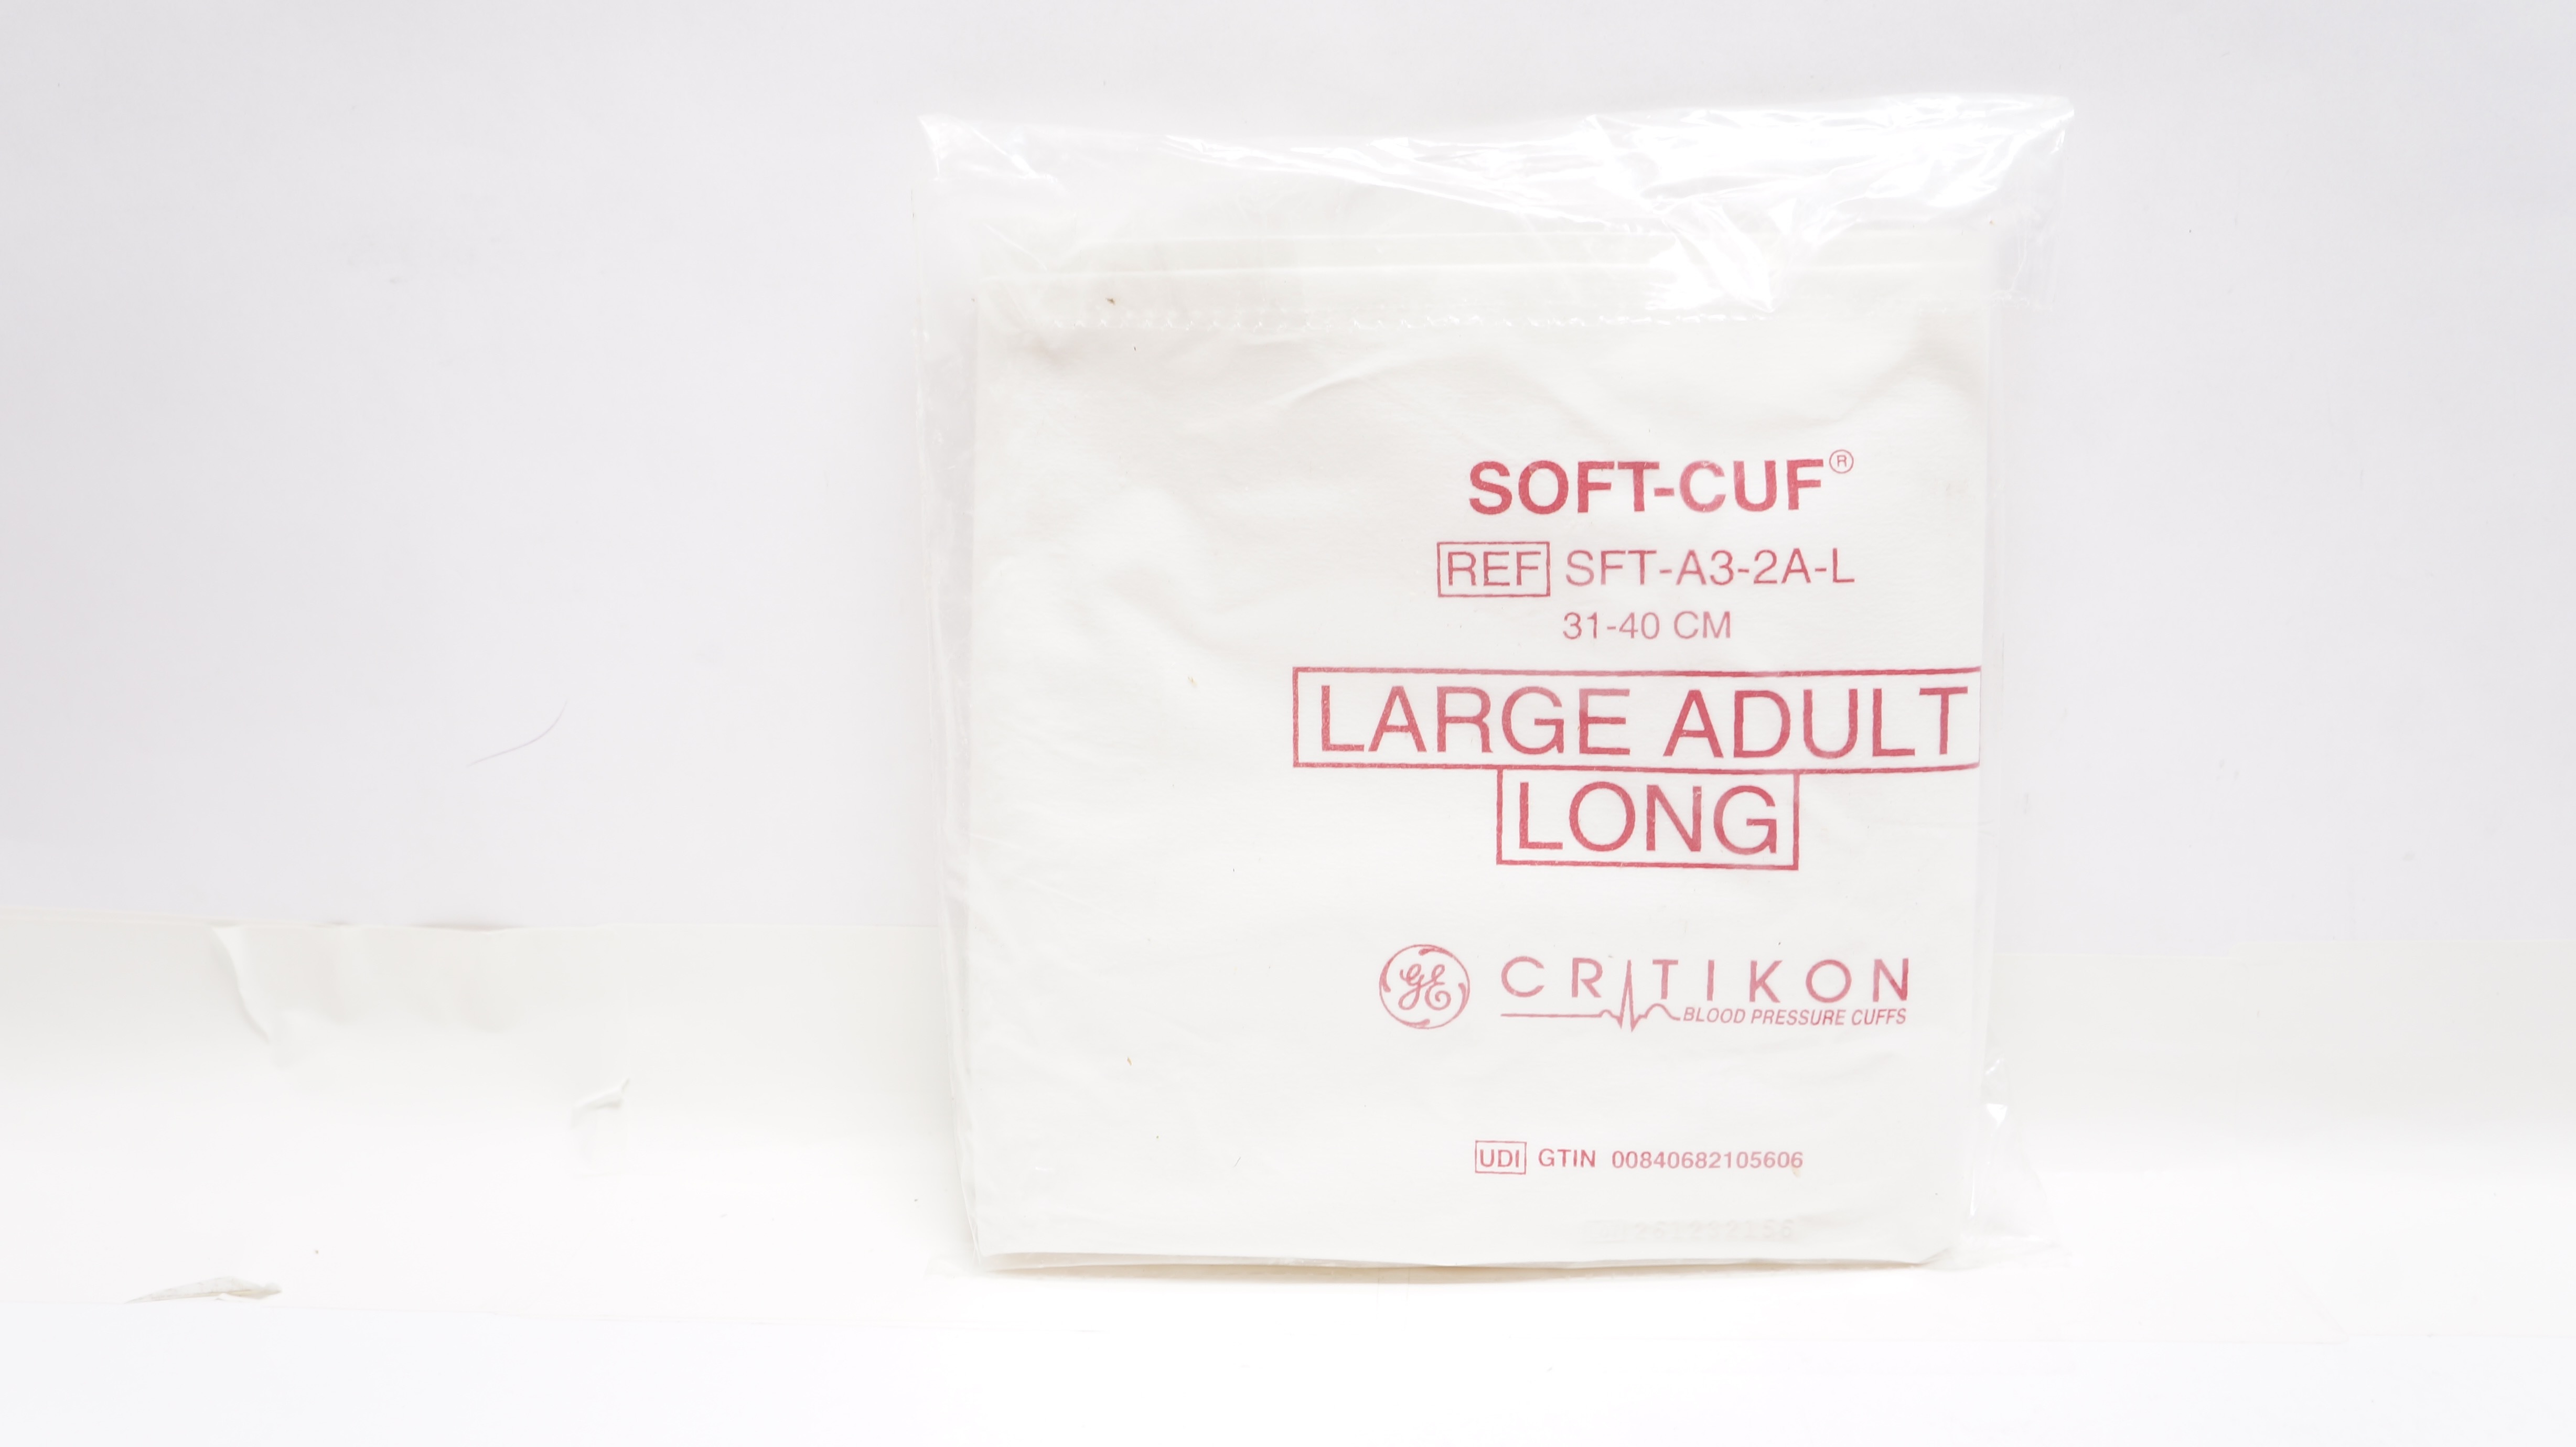 SOFT-CUF®
REF SFT-A3-2A-L
31-40 CM
LARGE ADULT
LONG
GE CRITIKON
BLOOD PRESSURE CUFFS
UDI GTIN 00840682105606